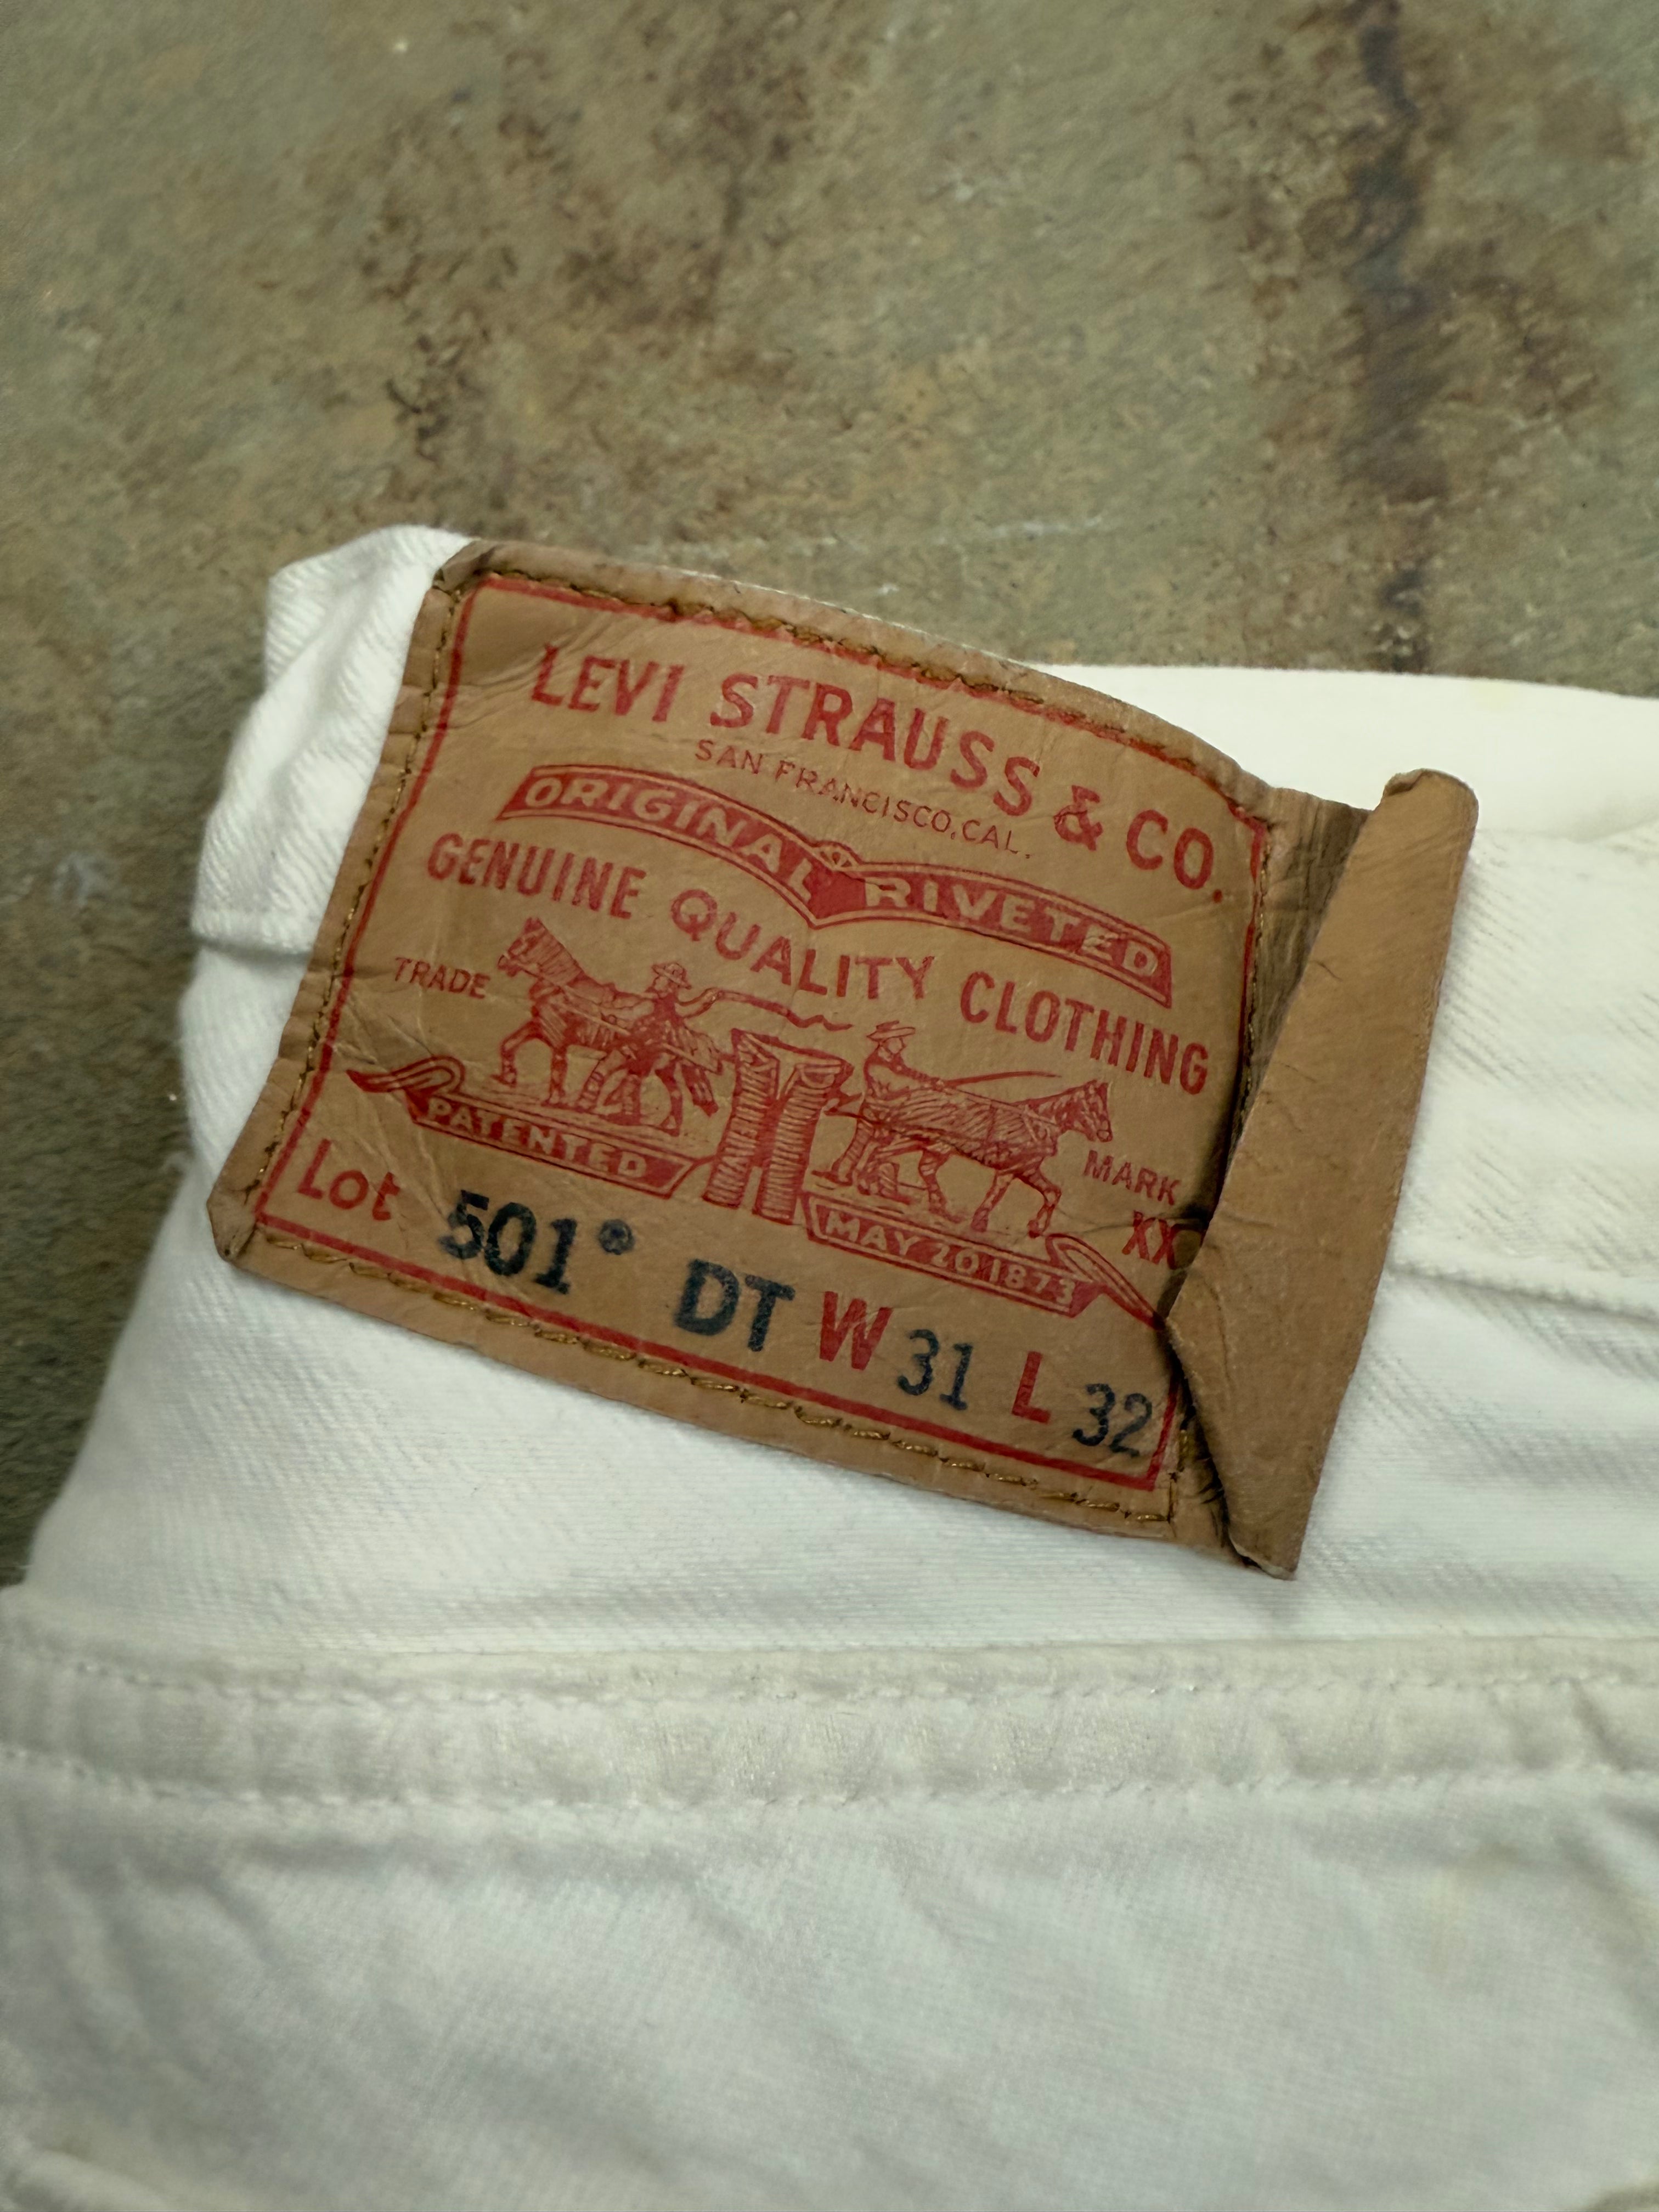 LEVI STRAUSS & CO.
SAN FRANCISCO, CAL.
ORIGINAL RIVETED
GENUINE QUALITY CLOTHING
TRADE MARK
PATENTED MAY 20 1873
XX
Lot 501® DT W 31 L 32